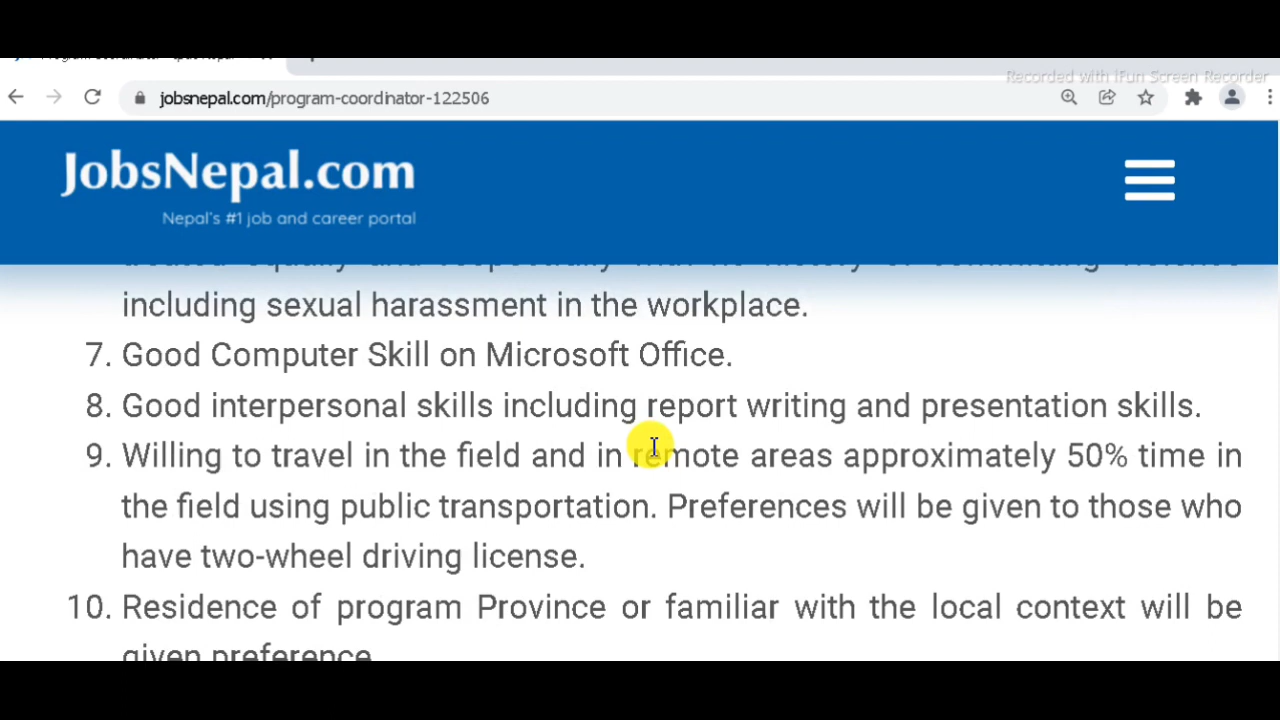 Recorded with iFun Screen Recorder
jobsnepal.com/program-coordinator-122506
JobsNepal.com
Nepal's #1 job and career portal
including sexual harassment in the workplace.
7. Good Computer Skill on Microsoft Office.
8. Good interpersonal skills including report writing and presentation skills.
9. Willing to travel in the field and in remote areas approximately 50% time in
the field using public transportation. Preferences will be given to those who
have two-wheel driving license.
10. Residence of program Province or familiar with the local context will be
given preference.